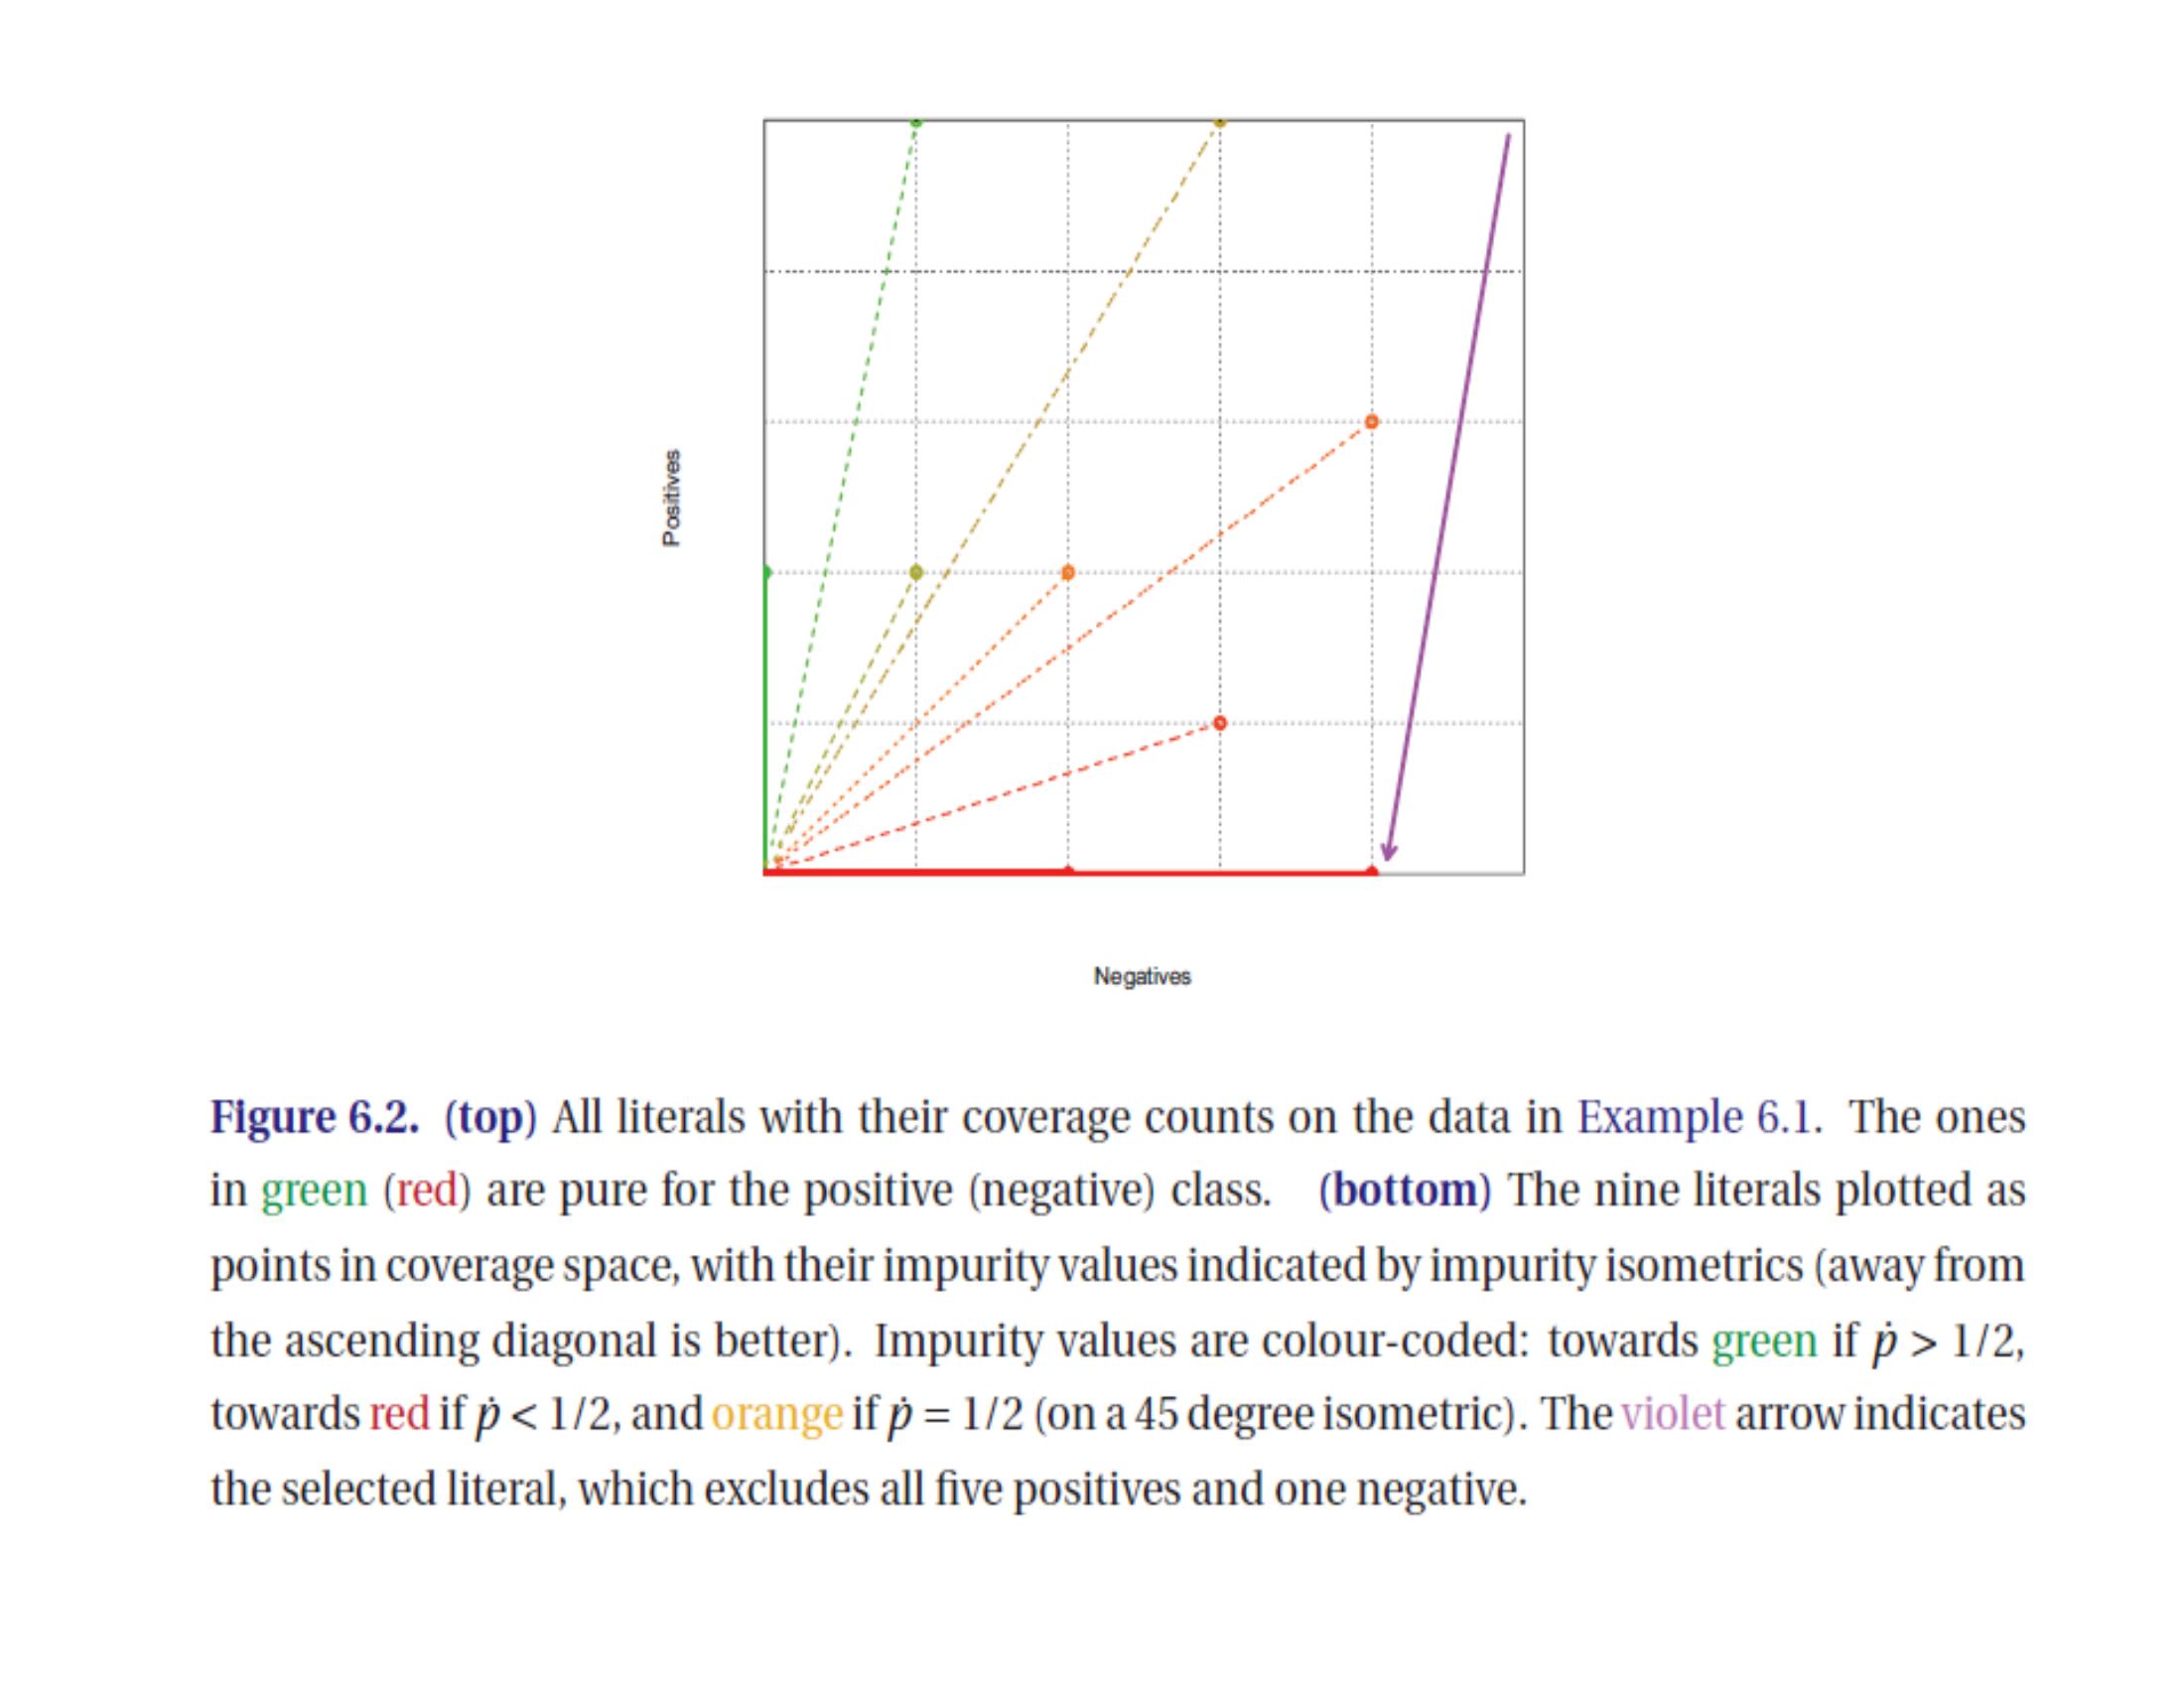 Positives
Negatives
Figure 6.2. (top) All literals with their coverage counts on the data in Example 6.1. The ones
in green (red) are pure for the positive (negative) class. (bottom) The nine literals plotted as
points in coverage space, with their impurity values indicated by impurity isometrics (away from
the ascending diagonal is better). Impurity values are colour-coded: towards green if ṗ > 1/2,
towards red if ṗ < 1/2, and orange if ṗ = 1/2 (on a 45 degree isometric). The violet arrow indicates
the selected literal, which excludes all five positives and one negative.